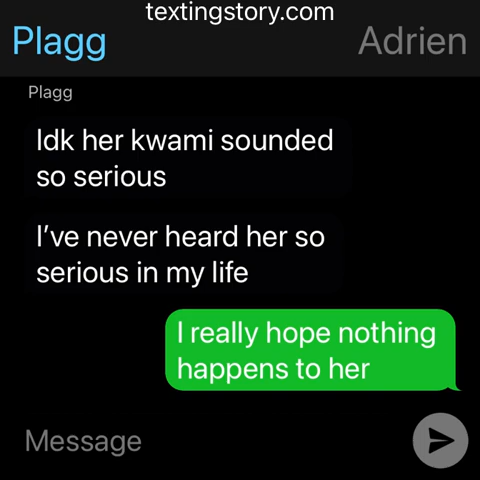 textingstory.com
Plagg Adrien
Plagg
Idk her kwami sounded
so serious
I’ve never heard her so
serious in my life
I really hope nothing
happens to her
Message